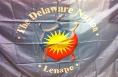 The Delaware Nation
• Lenape •